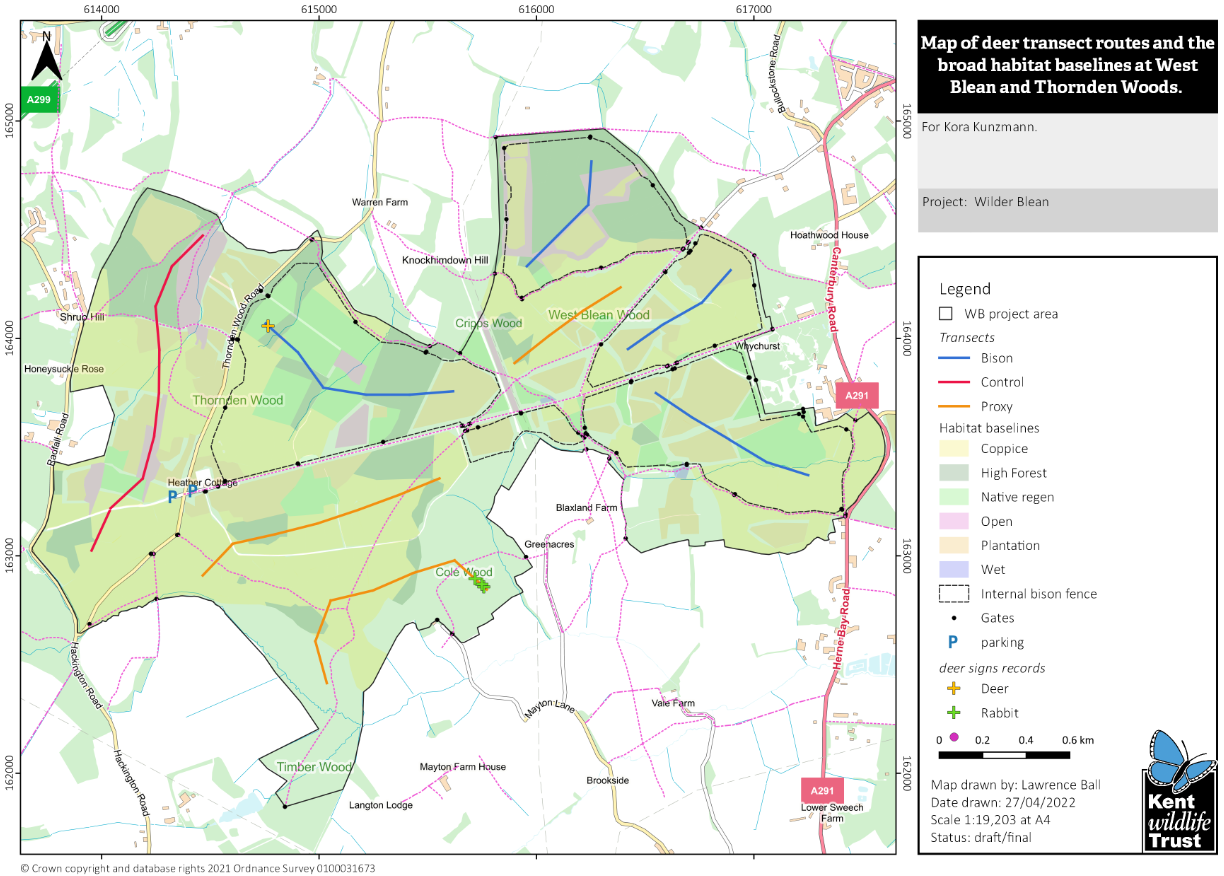 614000
615000
616000
617000
N
A299
165000
165000
Bullockstone Road
Warren Farm
Hoathwood House
Knockhimdown Hill
Canterbury Road
Thornden Wood Road
Shrub Hill
Cripps Wood
West Blean Wood
164000
164000
Whychurst
Honeysuckle Rose
Thornden Wood
A291
Radfall Road
Heather Cottage
P
P
Blaxland Farm
Greenacres
163000
163000
Cole Wood
Herne Bay Road
Hackington Road
Mayton Lane
Vale Farm
Hackington Road
Timber Wood
Mayton Farm House
162000
162000
Brookside
A291
Langton Lodge
Lower Sweech
Farm
© Crown copyright and database rights 2021 Ordnance Survey 0100031673
Map of deer transect routes and the
broad habitat baselines at West
Blean and Thornden Woods.
For Kora Kunzmann.
Project: Wilder Blean
Legend
WB project area
Transects
Bison
Control
Proxy
Habitat baselines
Coppice
High Forest
Native regen
Open
Plantation
Wet
Internal bison fence
Gates
P parking
deer signs records
Deer
Rabbit
0 0.2 0.4 0.6 km
Map drawn by: Lawrence Ball
Date drawn: 27/04/2022
Scale 1:19,203 at A4
Status: draft/final
Kent
wildlife
Trust